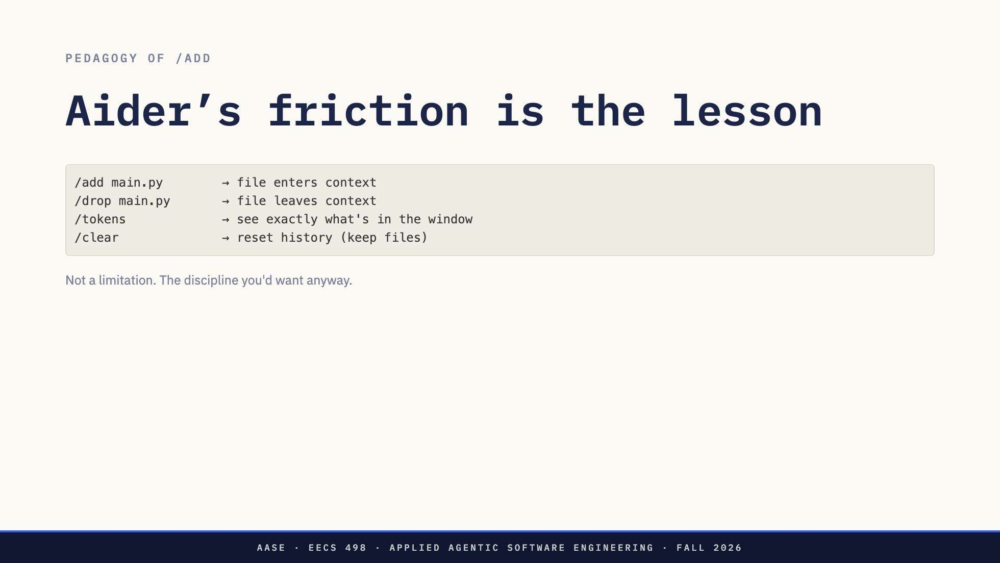 PEDAGOGY OF /ADD
Aider’s friction is the lesson
/add main.py → file enters context
/drop main.py → file leaves context
/tokens → see exactly what's in the window
/clear → reset history (keep files)
Not a limitation. The discipline you'd want anyway.
AASE · EECS 498 · APPLIED AGENTIC SOFTWARE ENGINEERING · FALL 2026